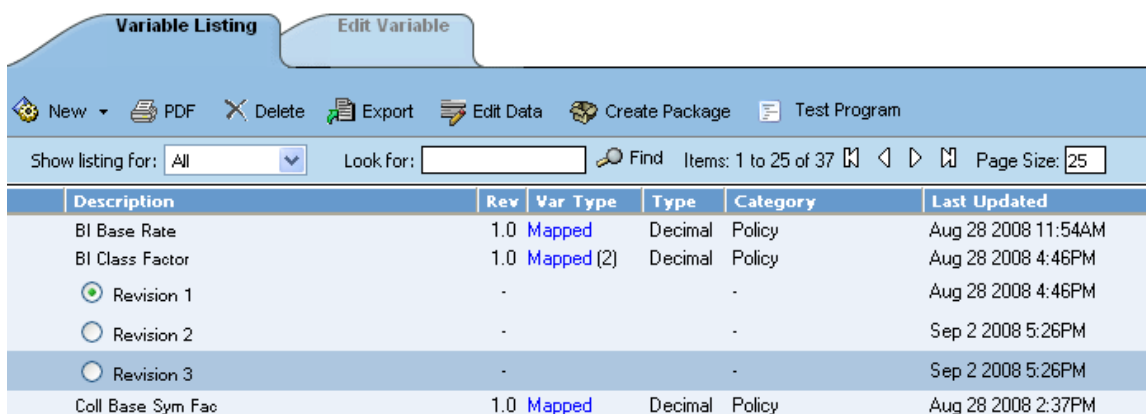 Variable Listing Edit Variable
New PDF Delete Export Edit Data Create Package Test Program
Show listing for: All Look for: Find Items: 1 to 25 of 37 Page Size: 25
Description Rev Var Type Type Category Last Updated
BI Base Rate 1.0 Mapped Decimal Policy Aug 28 2008 11:54AM
BI Class Factor 1.0 Mapped (2) Decimal Policy Aug 28 2008 4:46PM
Revision 1 - - Aug 28 2008 4:46PM
Revision 2 - - Sep 2 2008 5:26PM
Revision 3 - - Sep 2 2008 5:26PM
Coll Base Sym Fac 1.0 Mapped Decimal Policy Aug 28 2008 2:37PM